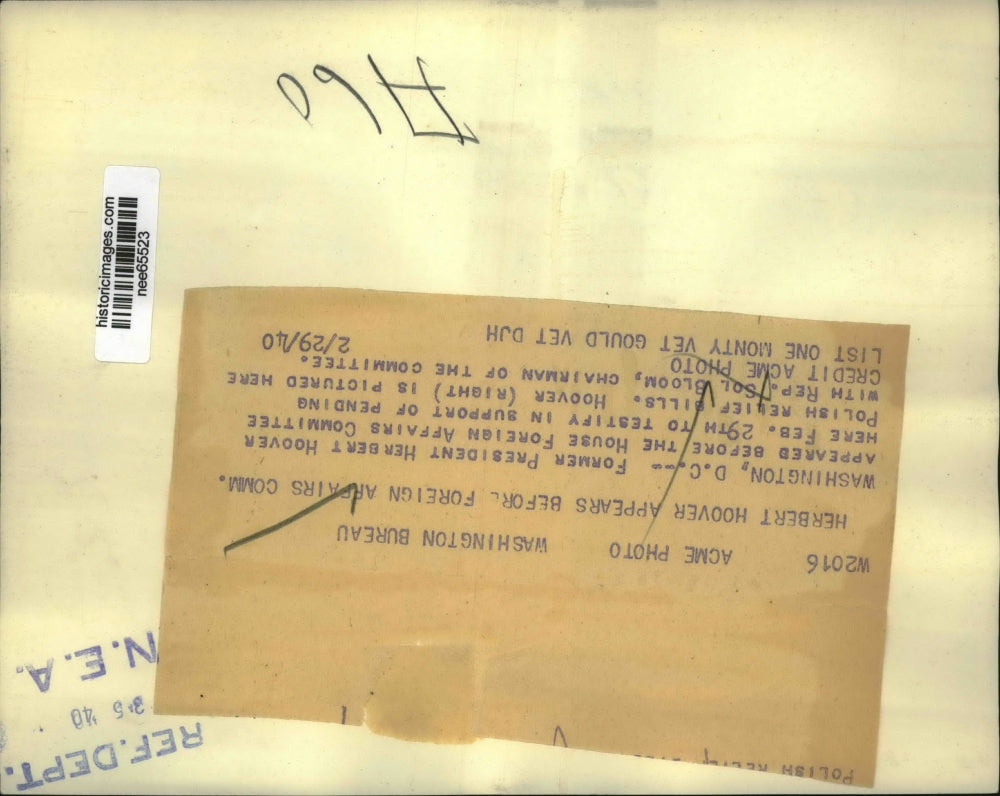 POLISH RELIEF
W2016 ACME PHOTO WASHINGTON BUREAU
HERBERT HOOVER APPEARS BEFOR_ FOREIGN AFFAIRS COMM.
WASHINGTON, D.C.-- FORMER PRESIDENT HERBERT HOOVER
APPEARED BEFORE THE HOUSE FOREIGN AFFAIRS COMMITTEE
HERE FEB. 29TH TO TESTIFY IN SUPPORT OF PENDING
POLISH RELIEF BILLS. HOOVER (RIGHT) IS PICTURED HERE
WITH REP. SOL BLOOM, CHAIRMAN OF THE COMMITTEE.
CREDIT ACME PHOTO 2/29/40
LIST ONE MONTY VET GOULD VET DJH
REF.DEPT.
3 5 40
N.E.A.
historicimages.com
nee65523